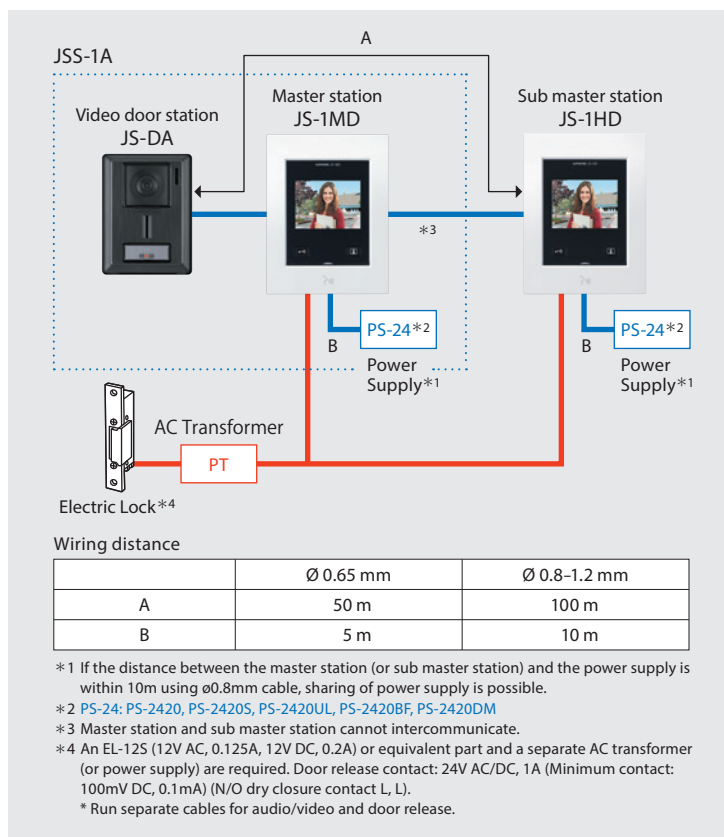 A
JSS-1A
Video door station
JS-DA
Master station
JS-1MD
Sub master station
JS-1HD
*3
PS-24*2
B
Power
Supply*1
PS-24*2
B
Power
Supply*1
AC Transformer
PT
Electric Lock*4
Wiring distance
Ø 0.65 mm Ø 0.8–1.2 mm
A 50 m 100 m
B 5 m 10 m
*1 If the distance between the master station (or sub master station) and the power supply is
within 10m using ø0.8mm cable, sharing of power supply is possible.
*2 PS-24: PS-2420, PS-2420S, PS-2420UL, PS-2420BF, PS-2420DM
*3 Master station and sub master station cannot intercommunicate.
*4 An EL-12S (12V AC, 0.125A, 12V DC, 0.2A) or equivalent part and a separate AC transformer
(or power supply) are required. Door release contact: 24V AC/DC, 1A (Minimum contact:
100mV DC, 0.1mA) (N/O dry closure contact L, L).
* Run separate cables for audio/video and door release.